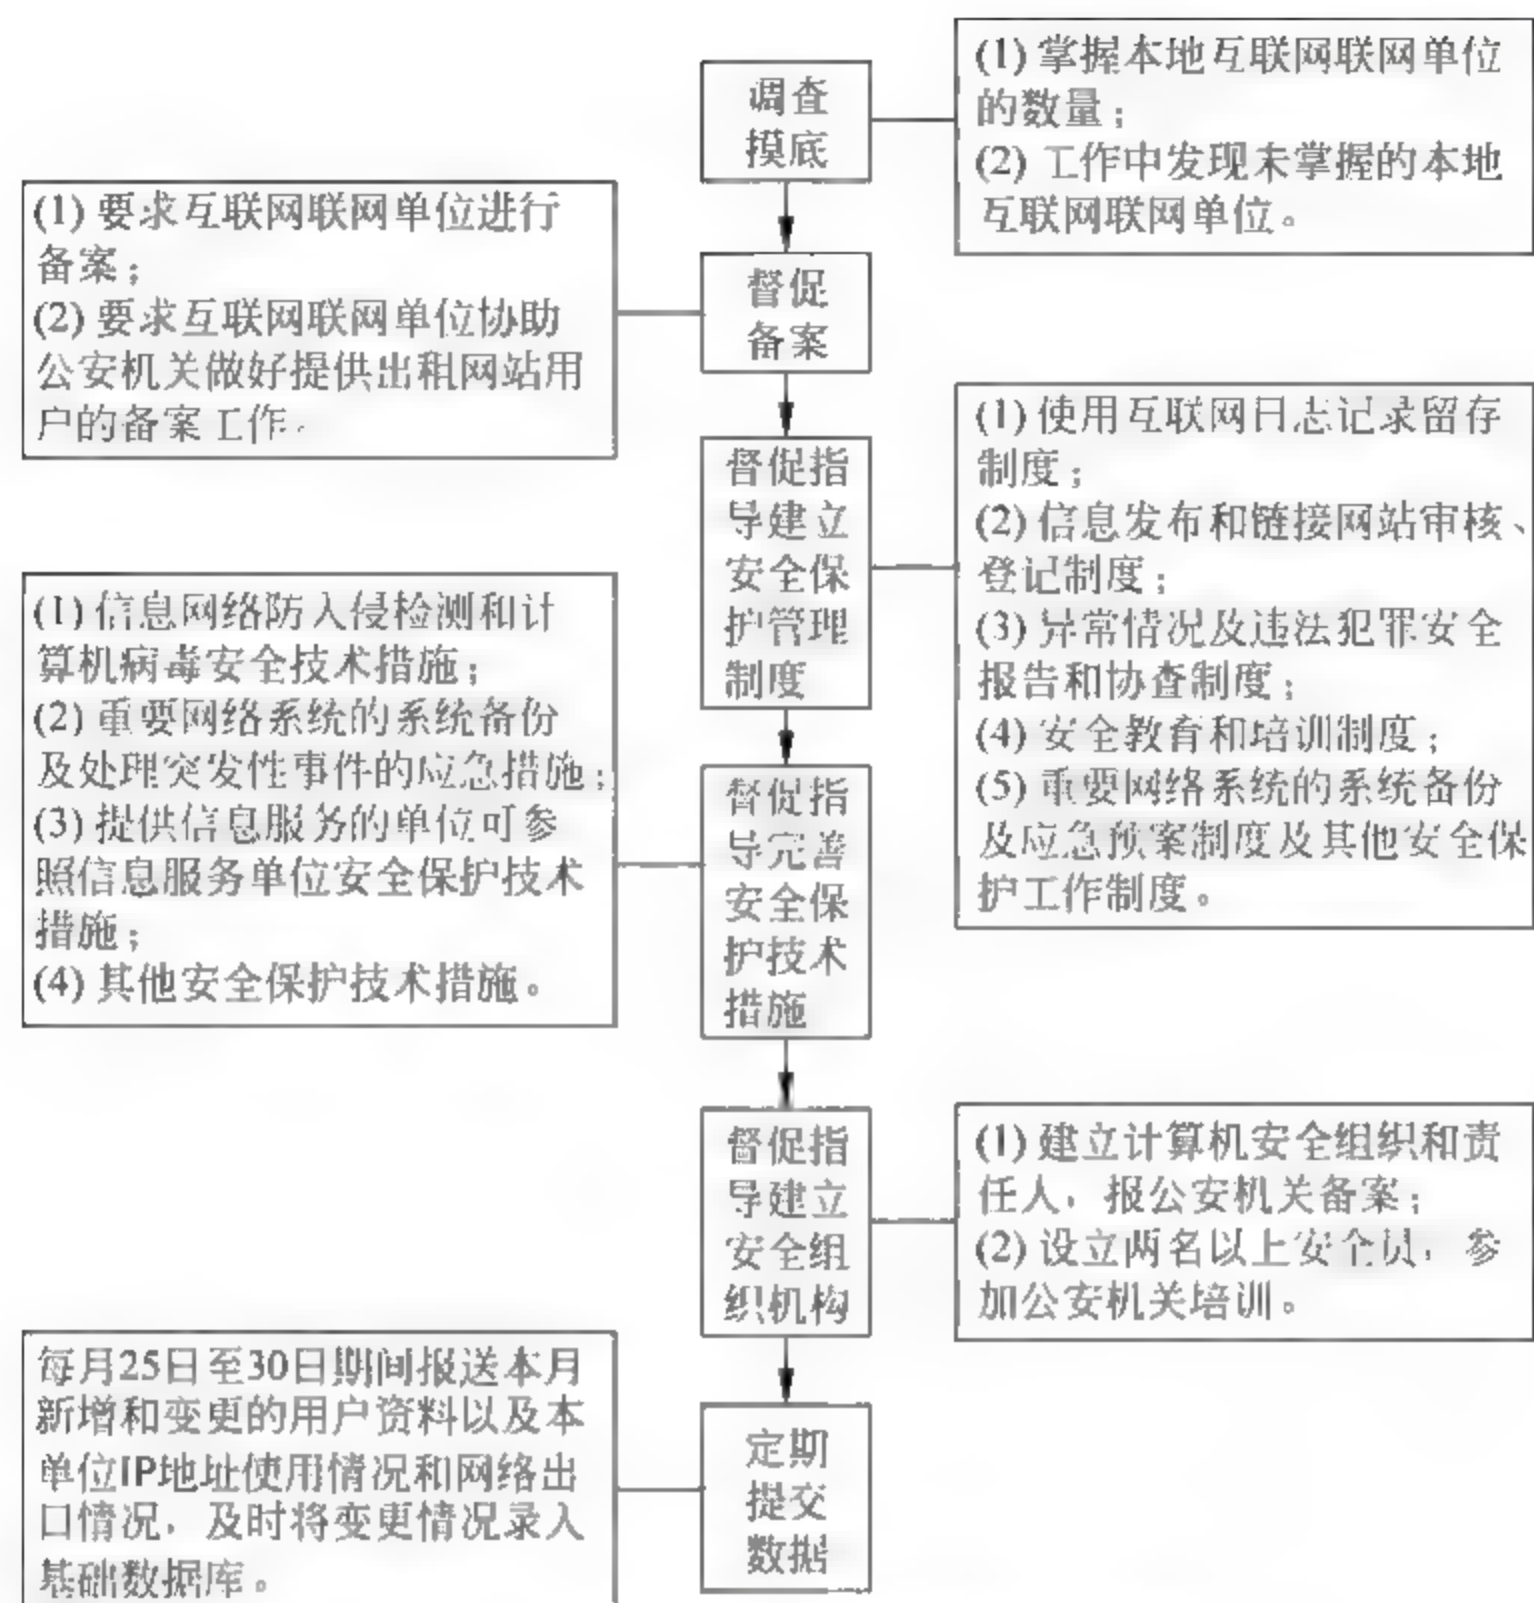 调查
摸底
(1) 掌握本地互联网联网单位
的数量；
(2) 工作中发现未掌握的本地
互联网联网单位。
督促
备案
(1) 要求互联网联网单位进行
备案；
(2) 要求互联网联网单位协助
公安机关做好提供出租网站用
户的备案工作。
督促指
导建立
安全保
护管理
制度
(1) 使用互联网日志记录留存
制度；
(2) 信息发布和链接网站审核、
登记制度；
(3) 异常情况及违法犯罪安全
报告和协查制度；
(4) 安全教育和培训制度；
(5) 重要网络系统的系统备份
及应急预案制度及其他安全保
护工作制度。
督促指
导完善
安全保
护技术
措施
(1) 信息网络防入侵检测和计
算机病毒安全技术措施；
(2) 重要网络系统的系统备份
及处理突发性事件的应急措施；
(3) 提供信息服务的单位可参
照信息服务单位安全保护技术
措施；
(4) 其他安全保护技术措施。
督促指
导建立
安全组
织机构
(1) 建立计算机安全组织和责
任人，报公安机关备案；
(2) 设立两名以上安全员，参
加公安机关培训。
定期
提交
数据
每月25日至30日期间报送本月
新增和变更的用户资料以及本
单位IP地址使用情况和网络出
口情况，及时将变更情况录入
基础数据库。